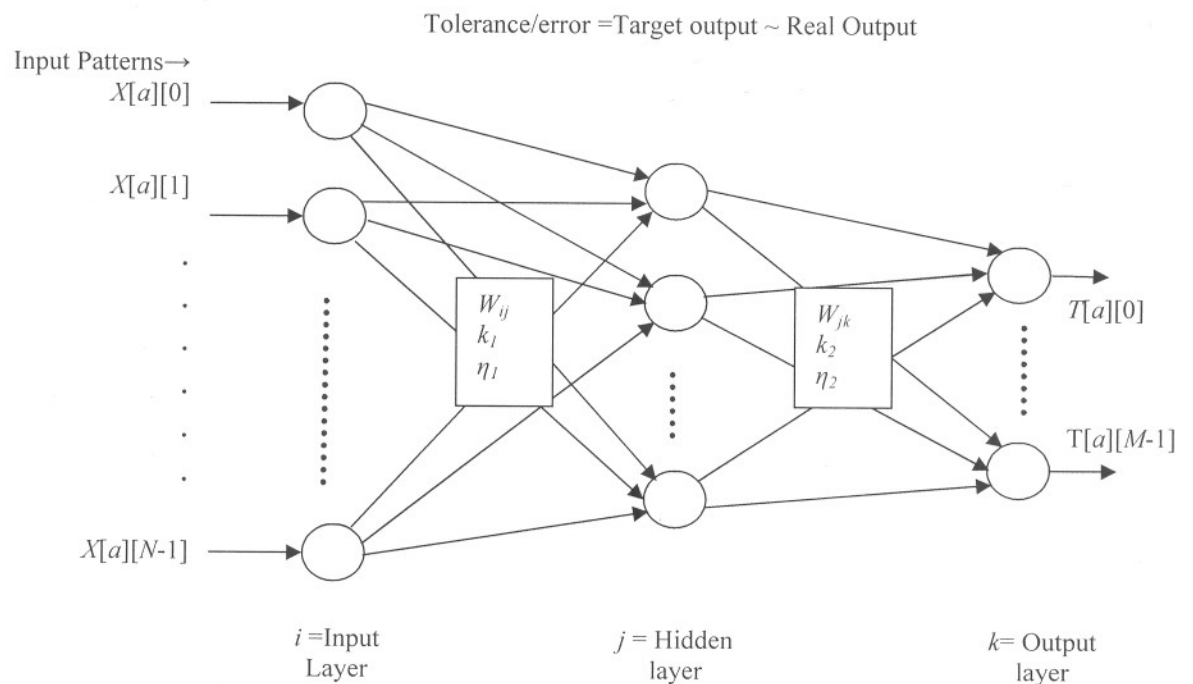 Tolerance/error =Target output ~ Real Output
Input Patterns→
X[a][0]
X[a][1]
X[a][N-1]
W_ij
k_1
η_1
W_jk
k_2
η_2
T[a][0]
T[a][M-1]
i =Input
Layer
j = Hidden
layer
k= Output
layer